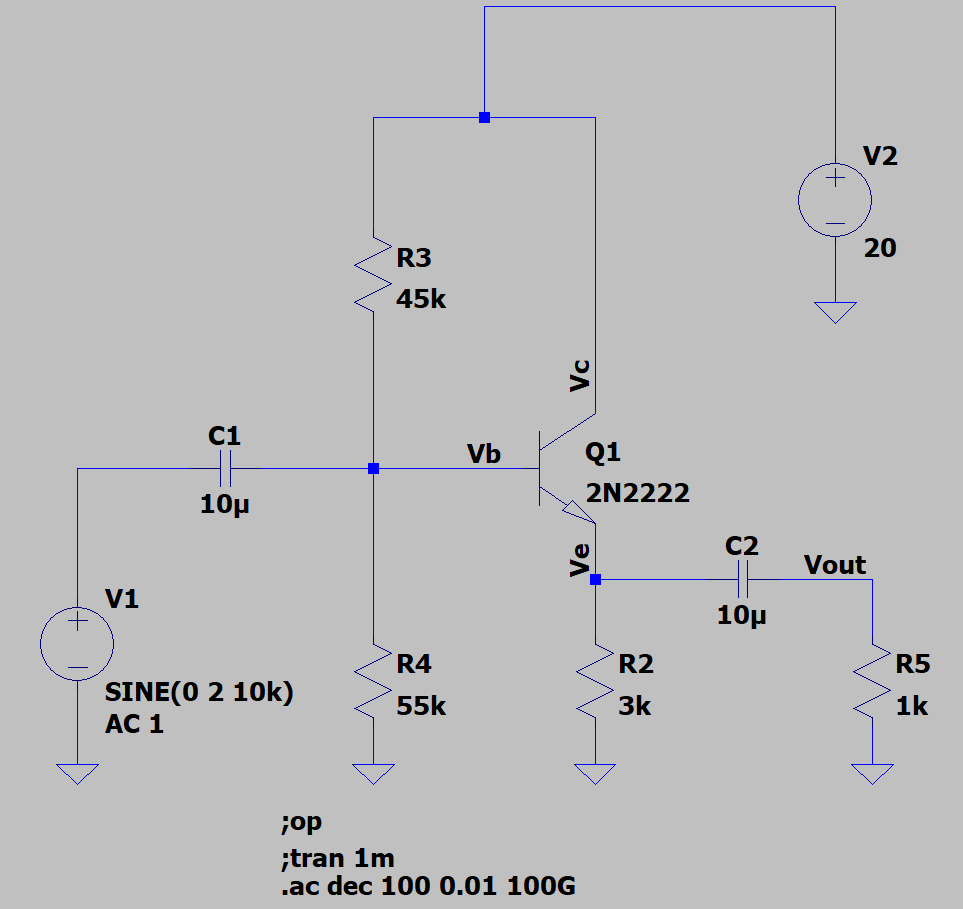 V2
+
20
R3
45k
Vc
C1
10µ
Vb
Q1
2N2222
Ve
C2
10µ
Vout
V1
+
SINE(0 2 10k)
AC 1
R4
55k
R2
3k
R5
1k
;op
;tran 1m
.ac dec 100 0.01 100G